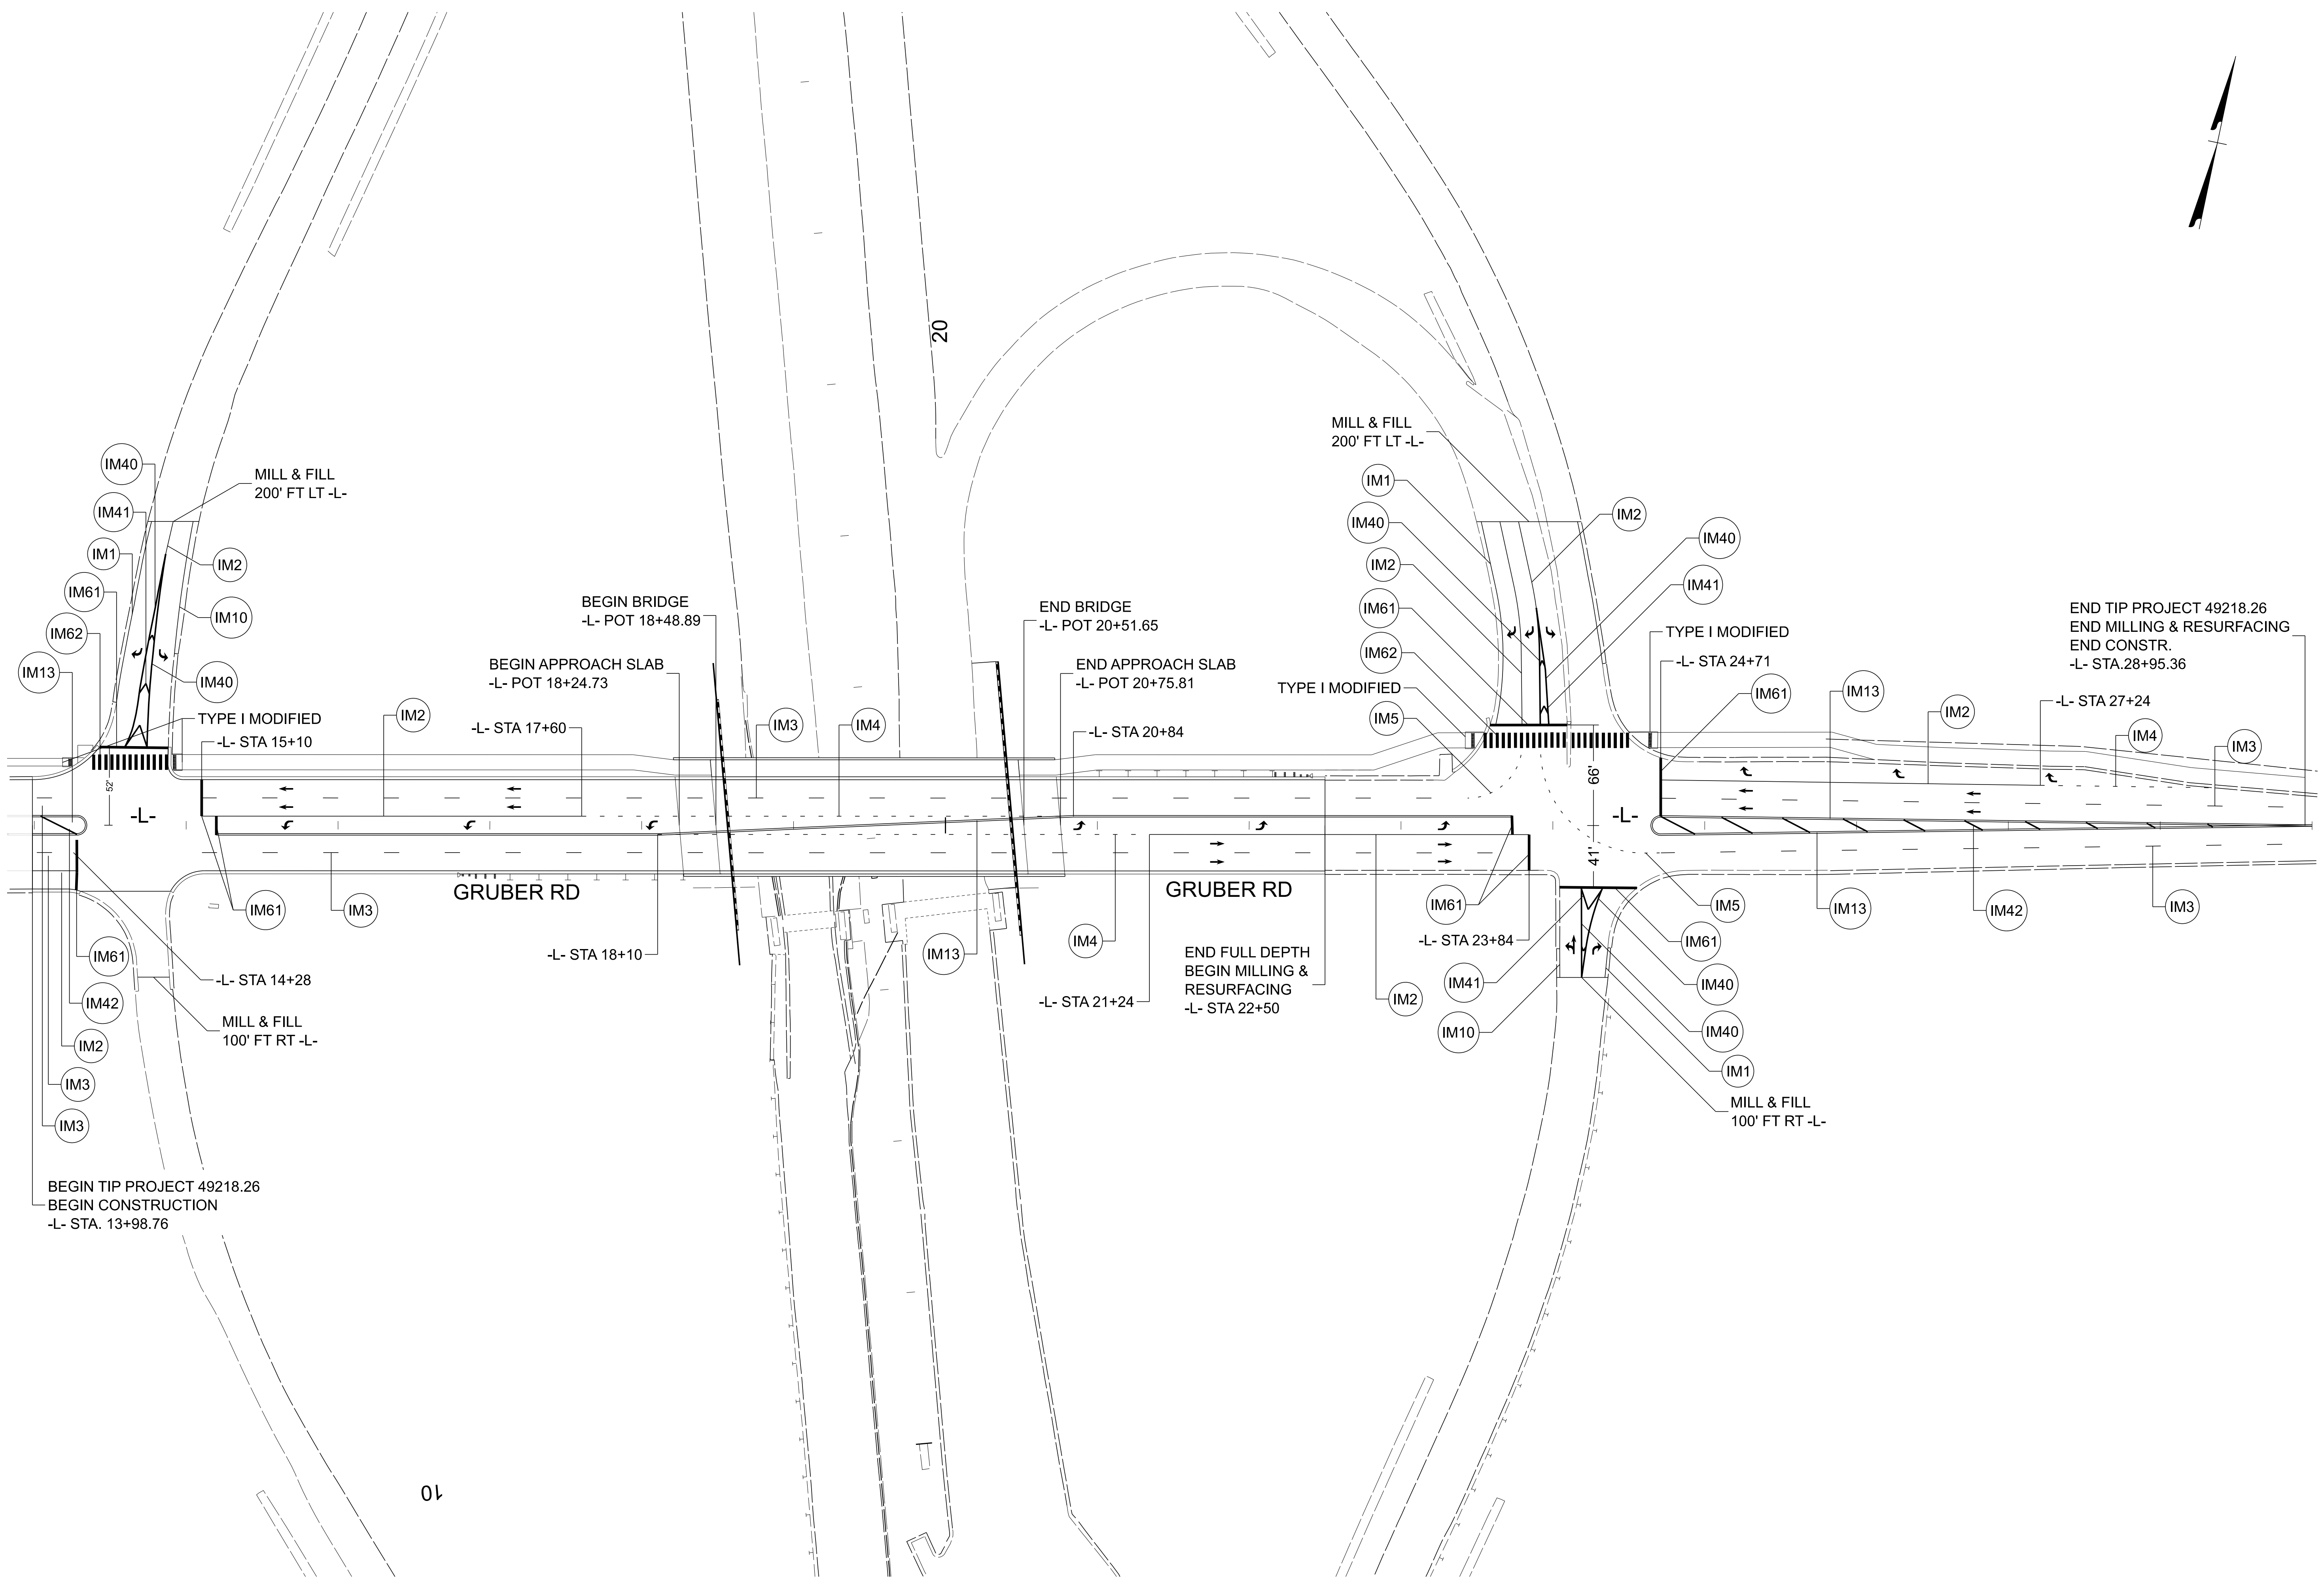 20
MILL & FILL
200' FT LT -L-
IM40
IM41
IM1
IM61
IM62
IM13
IM2
IM10
IM40
MILL & FILL
200' FT LT -L-
TYPE I MODIFIED
-L- STA 15+10
52'
-L-
IM2
-L- STA 17+60
BEGIN BRIDGE
-L- POT 18+48.89
BEGIN APPROACH SLAB
-L- POT 18+24.73
IM3
IM4
END BRIDGE
-L- POT 20+51.65
END APPROACH SLAB
-L- POT 20+75.81
-L- STA 20+84
IM1
IM40
IM2
IM61
IM62
TYPE I MODIFIED
IM5
IM2
IM40
IM41
TYPE I MODIFIED
-L- STA 24+71
IM61
IM13
IM2
-L- STA 27+24
IM4
IM3
END TIP PROJECT 49218.26
END MILLING & RESURFACING
END CONSTR.
-L- STA.28+95.36
66'
41'
-L-
GRUBER RD
GRUBER RD
IM61
IM3
IM61
-L- STA 14+28
IM42
MILL & FILL
100' FT RT -L-
IM2
IM3
IM3
BEGIN TIP PROJECT 49218.26
BEGIN CONSTRUCTION
-L- STA. 13+98.76
-L- STA 18+10
IM13
IM4
-L- STA 21+24
END FULL DEPTH
BEGIN MILLING &
RESURFACING
-L- STA 22+50
IM2
IM61
-L- STA 23+84
IM41
IM10
IM5
IM61
IM40
IM40
IM1
MILL & FILL
100' FT RT -L-
IM13
IM42
IM3
10